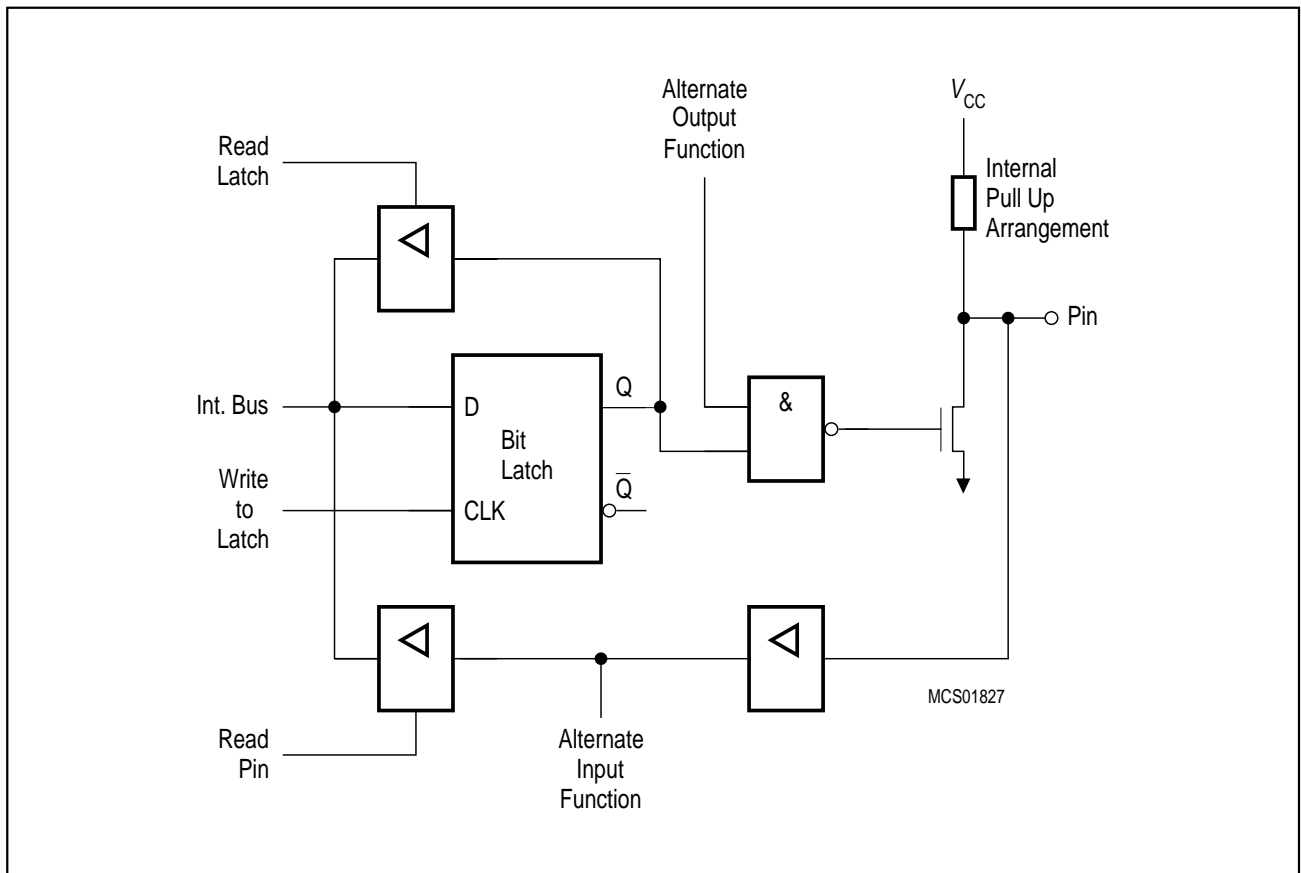 Alternate
Output
Function
V CC
Read
Latch
Internal
Pull Up
Arrangement
Pin
Int. Bus
D
Q
&
Bit
Latch
Write
to
Latch
CLK
Q̅
MCS01827
Read
Pin
Alternate
Input
Function